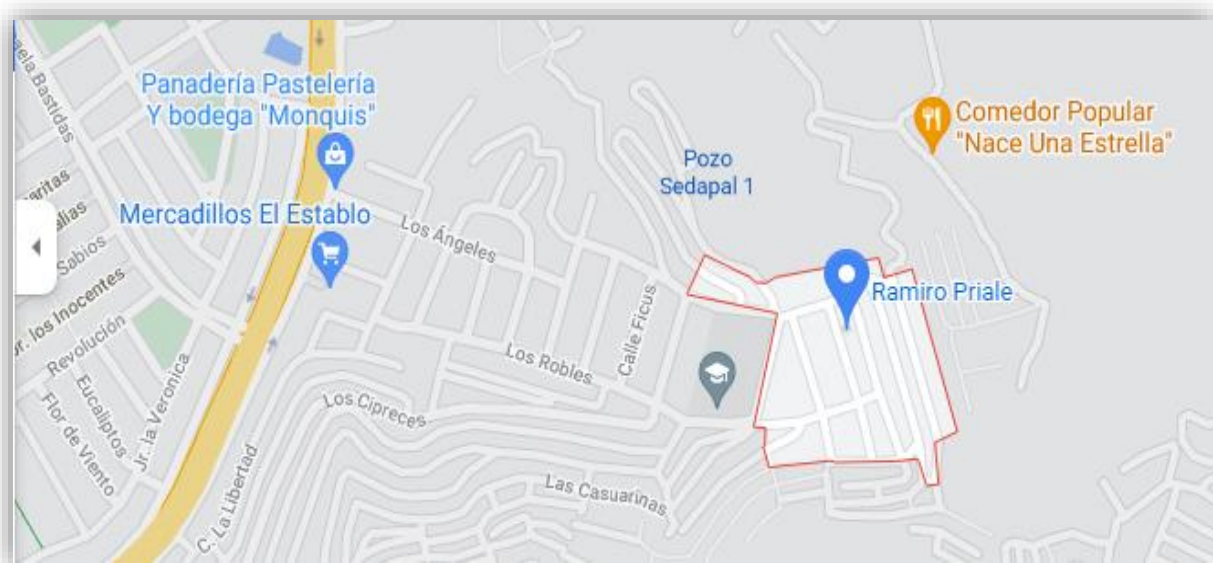 Panadería Pastelería
Y bodega "Monquis"
Comedor Popular
"Nace Una Estrella"
Pozo
Sedapal 1
Mercadillos El Establo
Los Ángeles
Ramiro Priale
Calle Ficus
Los Robles
Los Cipreces
Las Casuarinas
C. La Libertad
Jr. la Veronica
Bastidas
Sabios
los Inocentes
Revolución
Eucaliptos
Flor de Viento